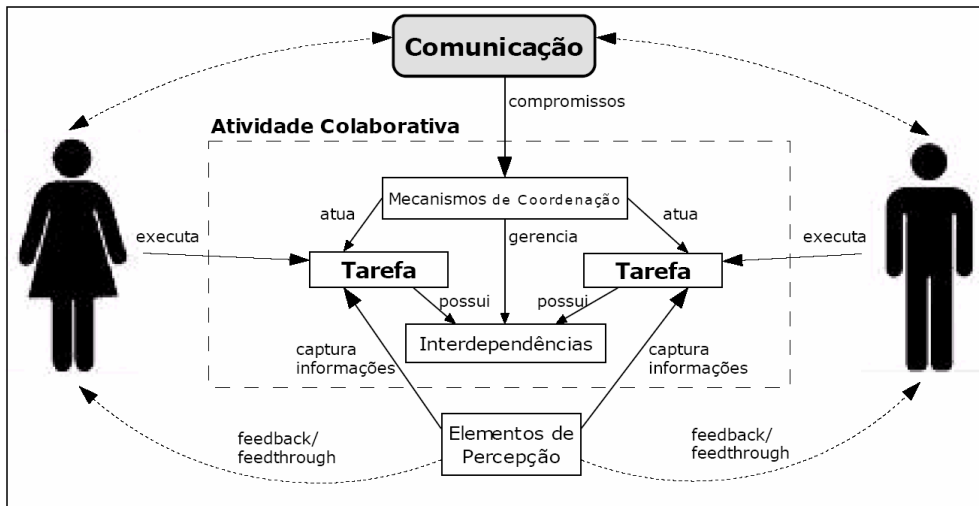 Comunicação
compromissos
Atividade Colaborativa
Mecanismos de Coordenação
atua
gerencia
atua
executa
executa
Tarefa
Tarefa
possui
possui
Interdependências
captura
informações
captura
informações
Elementos de
Percepção
feedback/
feedthrough
feedback/
feedthrough